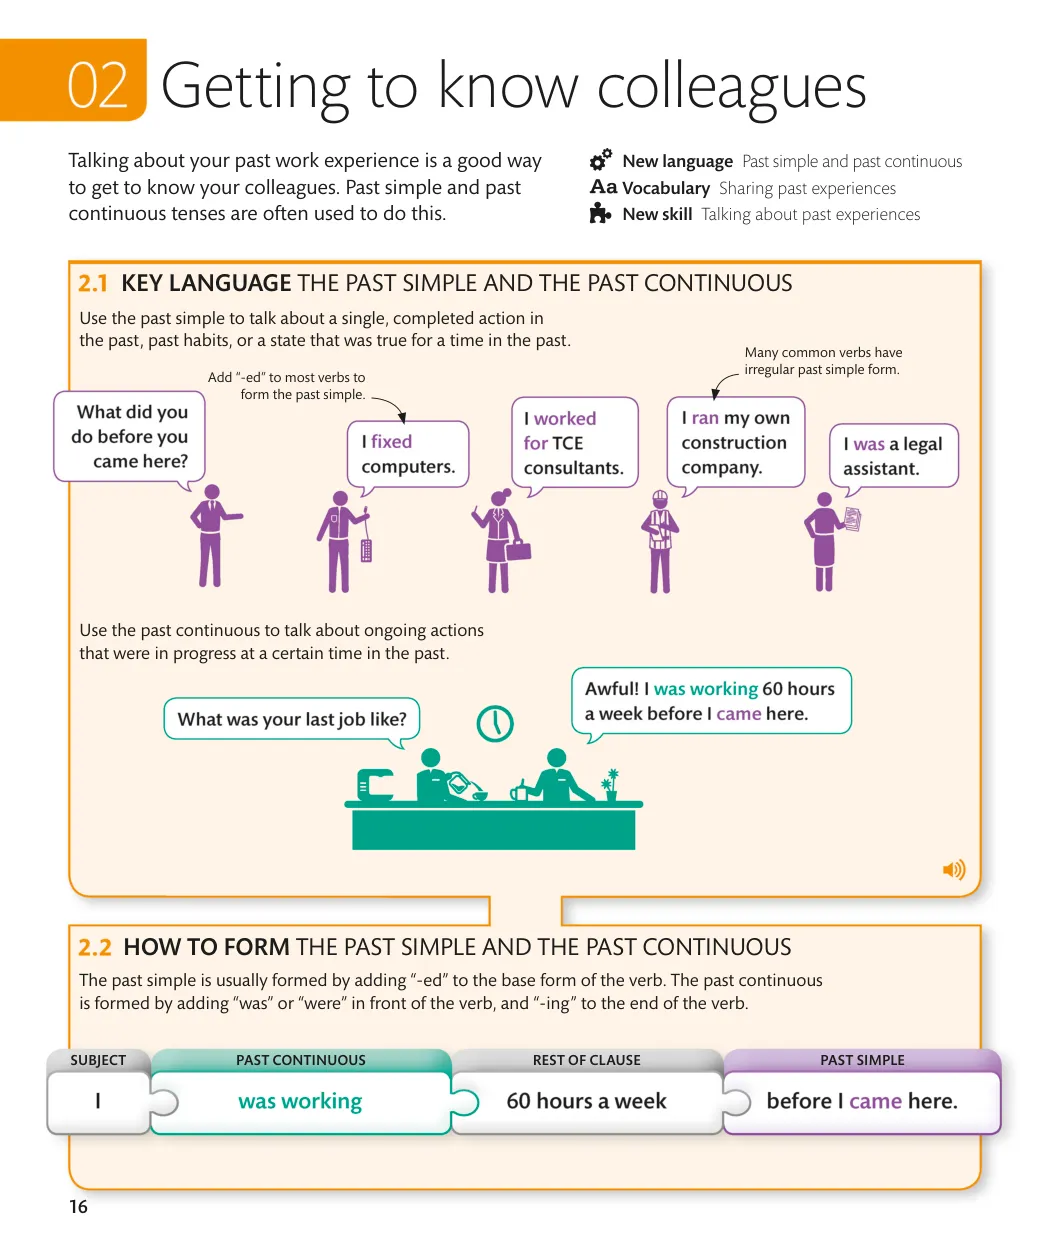 02 Getting to know colleagues
Talking about your past work experience is a good way
to get to know your colleagues. Past simple and past
continuous tenses are often used to do this.
New language Past simple and past continuous
Aa Vocabulary Sharing past experiences
New skill Talking about past experiences
2.1 KEY LANGUAGE THE PAST SIMPLE AND THE PAST CONTINUOUS
Use the past simple to talk about a single, completed action in
the past, past habits, or a state that was true for a time in the past.
Add “-ed” to most verbs to
form the past simple.
Many common verbs have
irregular past simple form.
What did you
do before you
came here?
I fixed
computers.
I worked
for TCE
consultants.
I ran my own
construction
company.
I was a legal
assistant.
Use the past continuous to talk about ongoing actions
that were in progress at a certain time in the past.
What was your last job like?
Awful! I was working 60 hours
a week before I came here.
2.2 HOW TO FORM THE PAST SIMPLE AND THE PAST CONTINUOUS
The past simple is usually formed by adding “-ed” to the base form of the verb. The past continuous
is formed by adding “was” or “were” in front of the verb, and “-ing” to the end of the verb.
SUBJECT PAST CONTINUOUS REST OF CLAUSE PAST SIMPLE
I was working 60 hours a week before I came here.
16